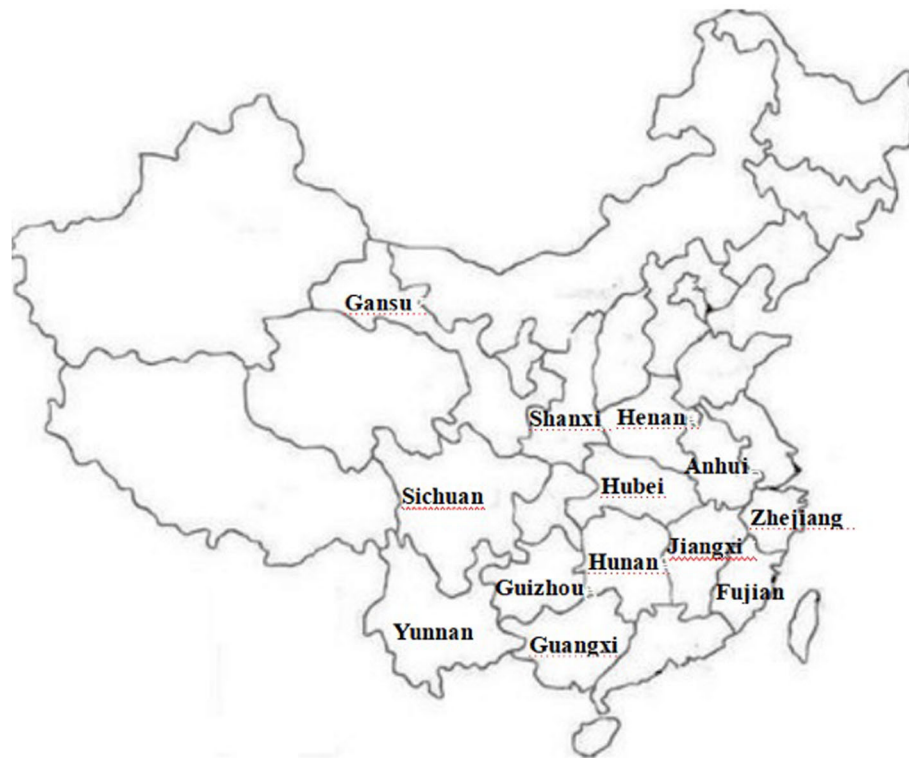 Gansu
Shanxi
Henan
Anhui
Sichuan
Hubei
Zhejiang
Jiangxi
Hunan
Guizhou
Fujian
Yunnan
Guangxi